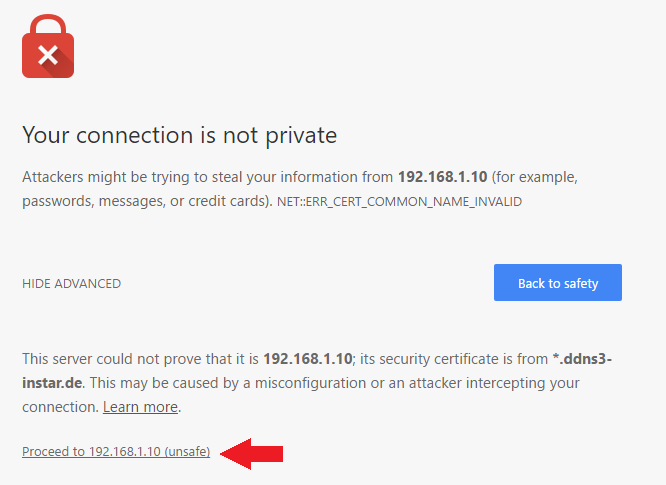 Your connection is not private
Attackers might be trying to steal your information from 192.168.1.10 (for example,
passwords, messages, or credit cards). NET::ERR_CERT_COMMON_NAME_INVALID
HIDE ADVANCED
Back to safety
This server could not prove that it is 192.168.1.10; its security certificate is from *.ddns3-
instar.de. This may be caused by a misconfiguration or an attacker intercepting your
connection. Learn more.
Proceed to 192.168.1.10 (unsafe)